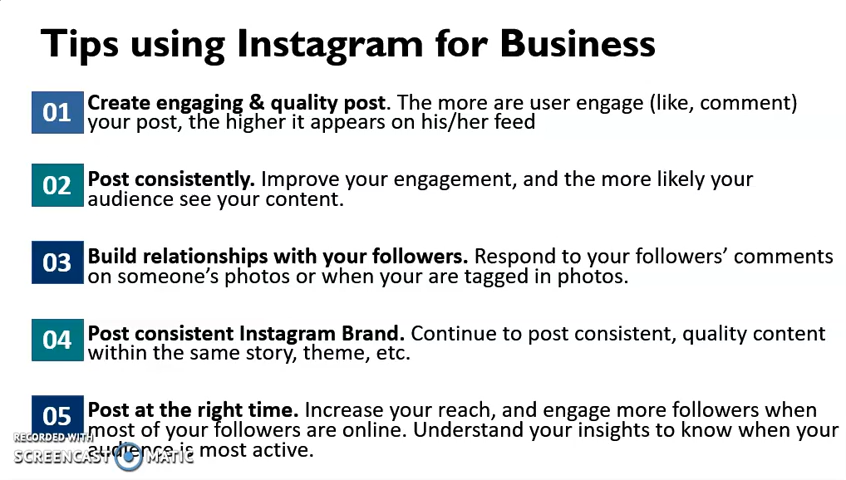 Tips using Instagram for Business
01
Create engaging & quality post. The more are user engage (like, comment)
your post, the higher it appears on his/her feed
02
Post consistently. Improve your engagement, and the more likely your
audience see your content.
03
Build relationships with your followers. Respond to your followers’ comments
on someone’s photos or when your are tagged in photos.
04
Post consistent Instagram Brand. Continue to post consistent, quality content
within the same story, theme, etc.
05
Post at the right time. Increase your reach, and engage more followers when
most of your followers are online. Understand your insights to know when your
audience is most active.
RECORDED WITH
SCREENCAST MATIC